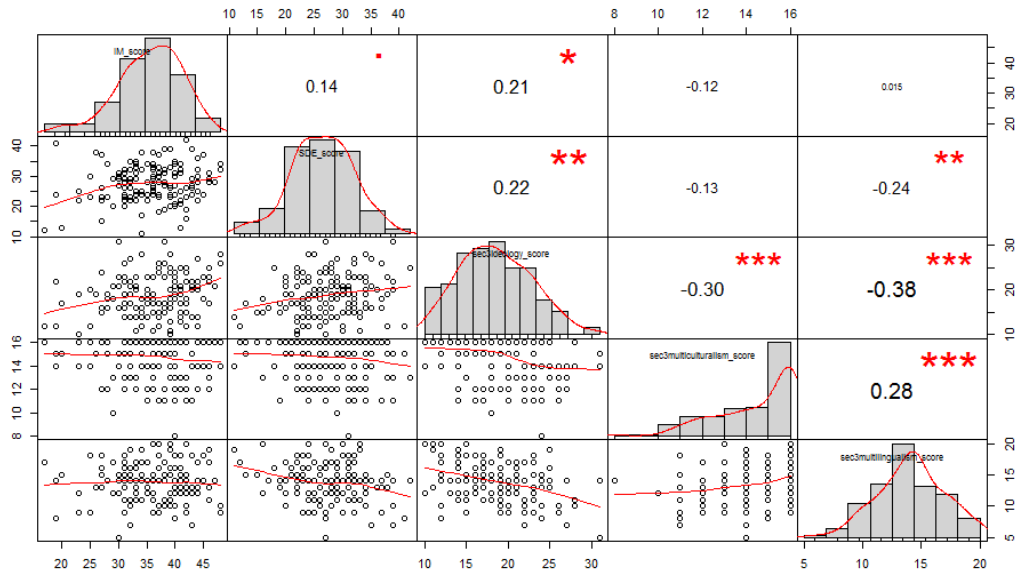 10 15 20 25 30 35 40 8 10 12 14 16
IM_score
0.14 . 0.21 * -0.12 0.015
20 30 40
10 20 30 40
SDE_score
0.22 ** -0.13 -0.24 **
sec3ideology_score
-0.30 *** -0.38 ***
10 20 30
8 10 12 14 16
sec3multiculturalism_score
0.28 ***
sec3multilingualism_score
5 10 15 20
20 25 30 35 40 45 10 15 20 25 30 5 10 15 20